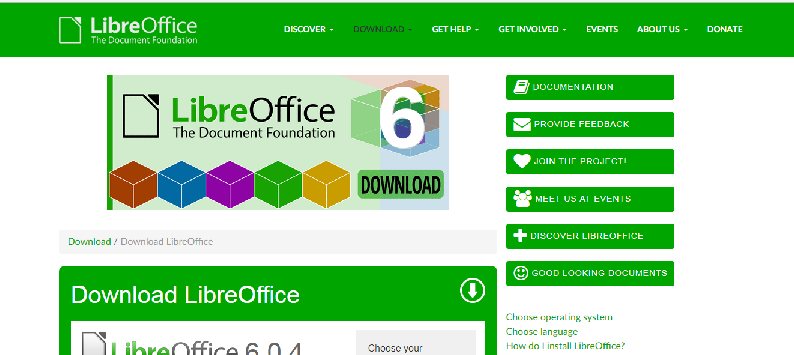 LibreOffice
The Document Foundation
DISCOVER
DOWNLOAD
GET HELP
GET INVOLVED
EVENTS
ABOUT US
DONATE
LibreOffice
The Document Foundation
6
DOWNLOAD
Download / Download LibreOffice
Download LibreOffice
LibreOffice 6.0.4
Choose your
DOCUMENTATION
PROVIDE FEEDBACK
JOIN THE PROJECT!
MEET US AT EVENTS
DISCOVER LIBREOFFICE
GOOD LOOKING DOCUMENTS
Choose operating system
Choose language
How do I install LibreOffice?